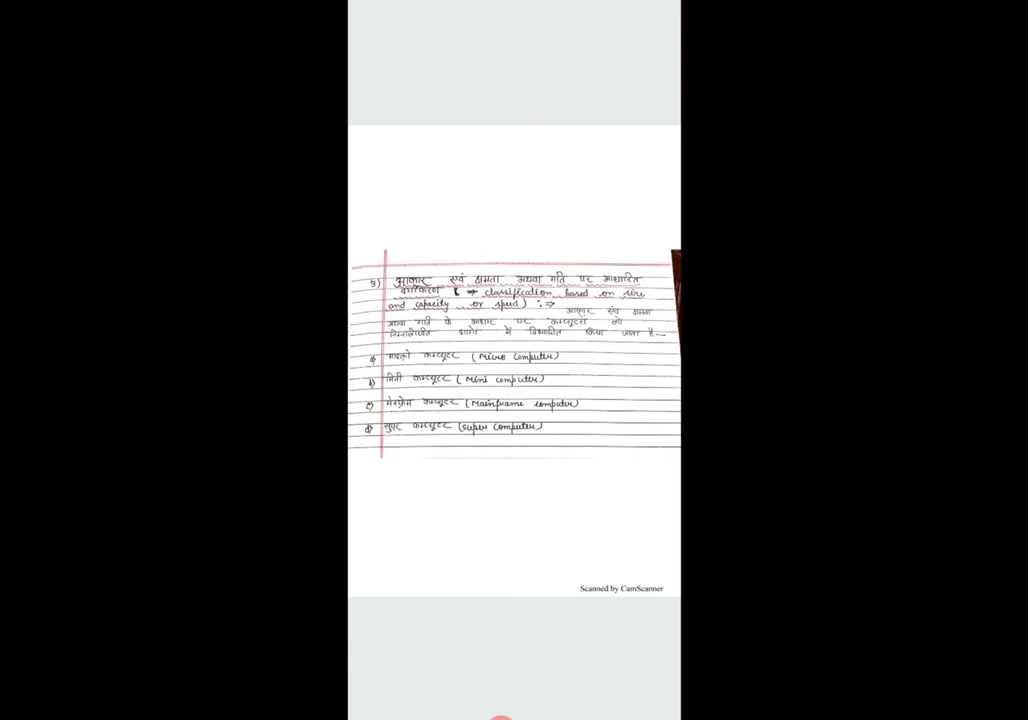 3) आकार एवं क्षमता अथवा गति पर आधारित
वर्गीकरण ( → classification based on size
and capacity or speed) :⇒
आकार एवं क्षमता
अथवा गति के आधार पर कम्प्यूटरों को
निम्नलिखित भागों में विभाजित किया जाता है -
a) माइक्रो कम्प्यूटर (Micro computer)
b) मिनी कम्प्यूटर (Mini computer)
c) मेनफ्रेम कम्प्यूटर (Mainframe computer)
d) सुपर कम्प्यूटर (super computer)
Scanned by CamScanner